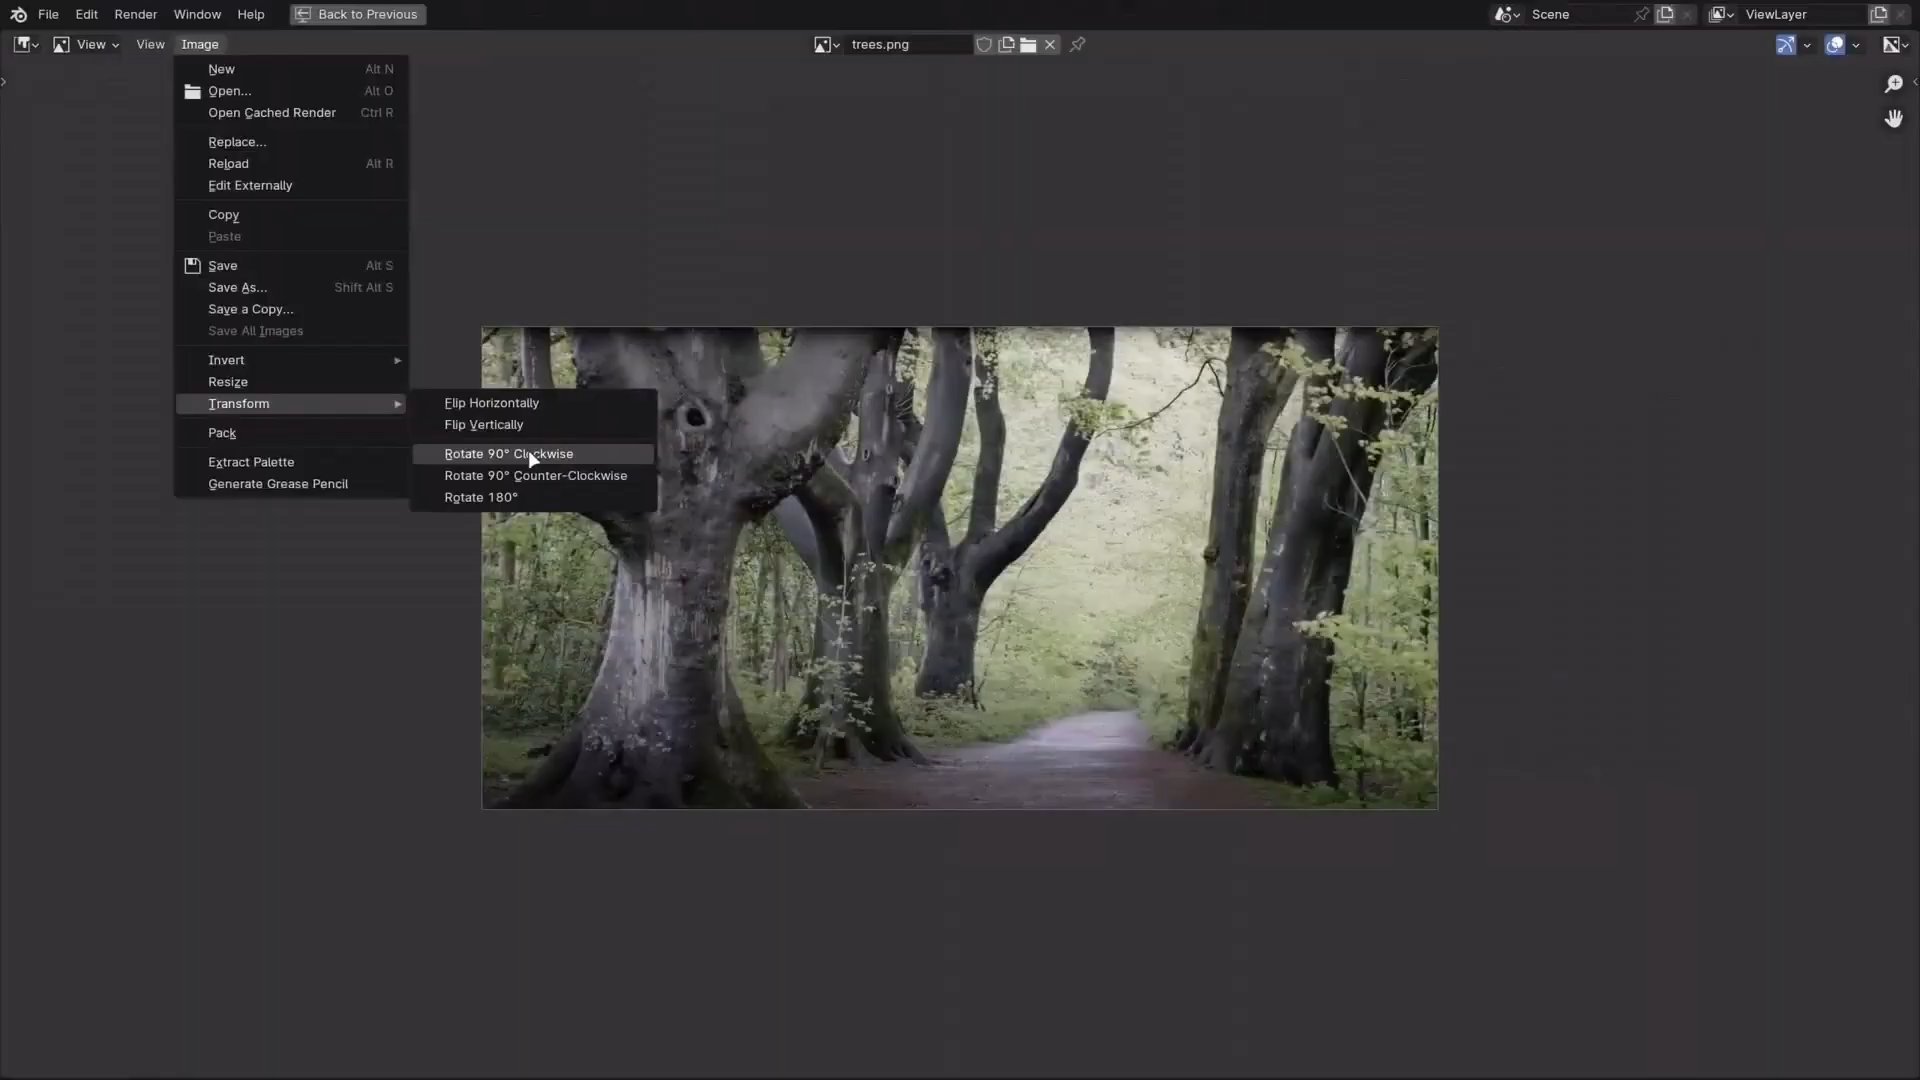 File Edit Render Window Help Back to Previous Scene ViewLayer
View View Image trees.png
New Alt N
Open... Alt O
Open Cached Render Ctrl R
Replace...
Reload Alt R
Edit Externally
Copy
Paste
Save Alt S
Save As... Shift Alt S
Save a Copy...
Save All Images
Invert
Resize
Transform
Pack
Extract Palette
Generate Grease Pencil
Flip Horizontally
Flip Vertically
Rotate 90° Clockwise
Rotate 90° Counter-Clockwise
Rotate 180°